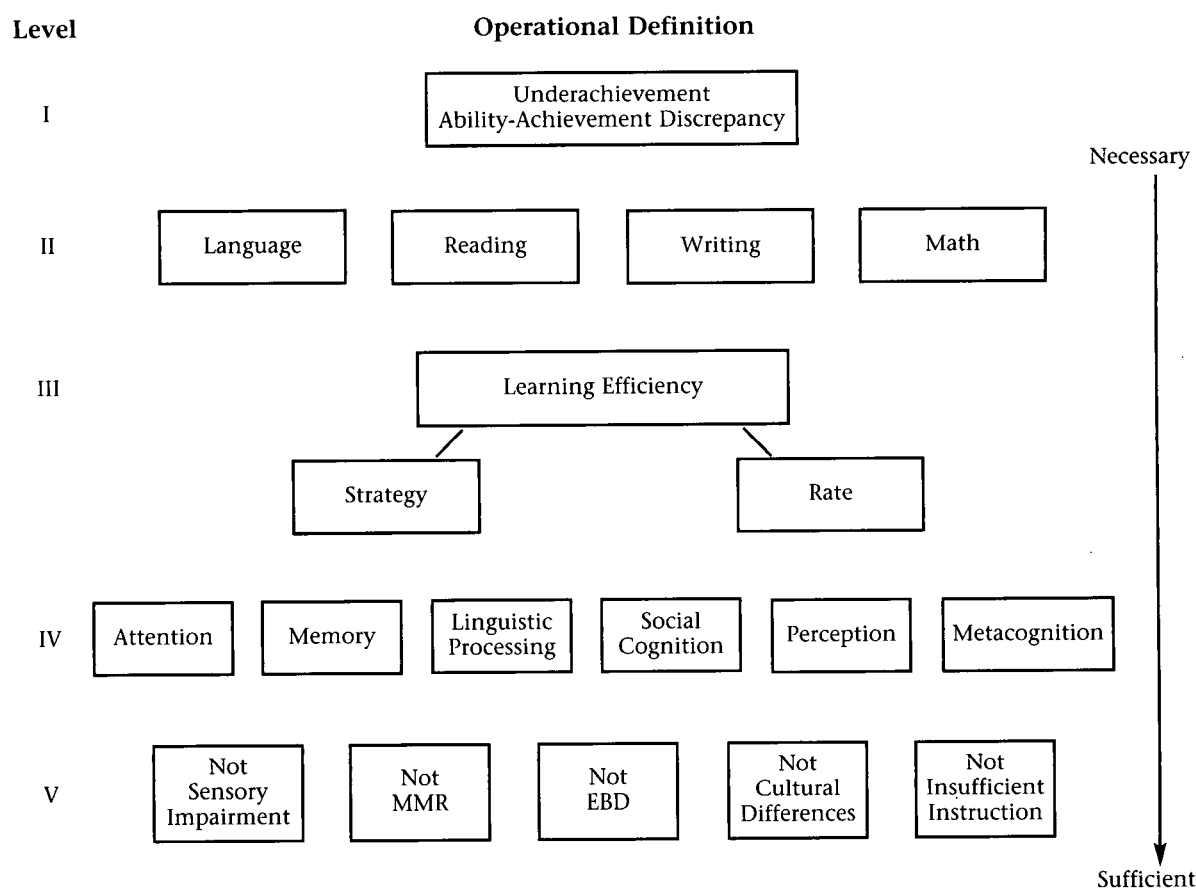 Level
Operational Definition
I
Underachievement
Ability-Achievement Discrepancy
Necessary
II
Language
Reading
Writing
Math
III
Learning Efficiency
Strategy
Rate
IV
Attention
Memory
Linguistic
Processing
Social
Cognition
Perception
Metacognition
V
Not
Sensory
Impairment
Not
MMR
Not
EBD
Not
Cultural
Differences
Not
Insufficient
Instruction
Sufficient